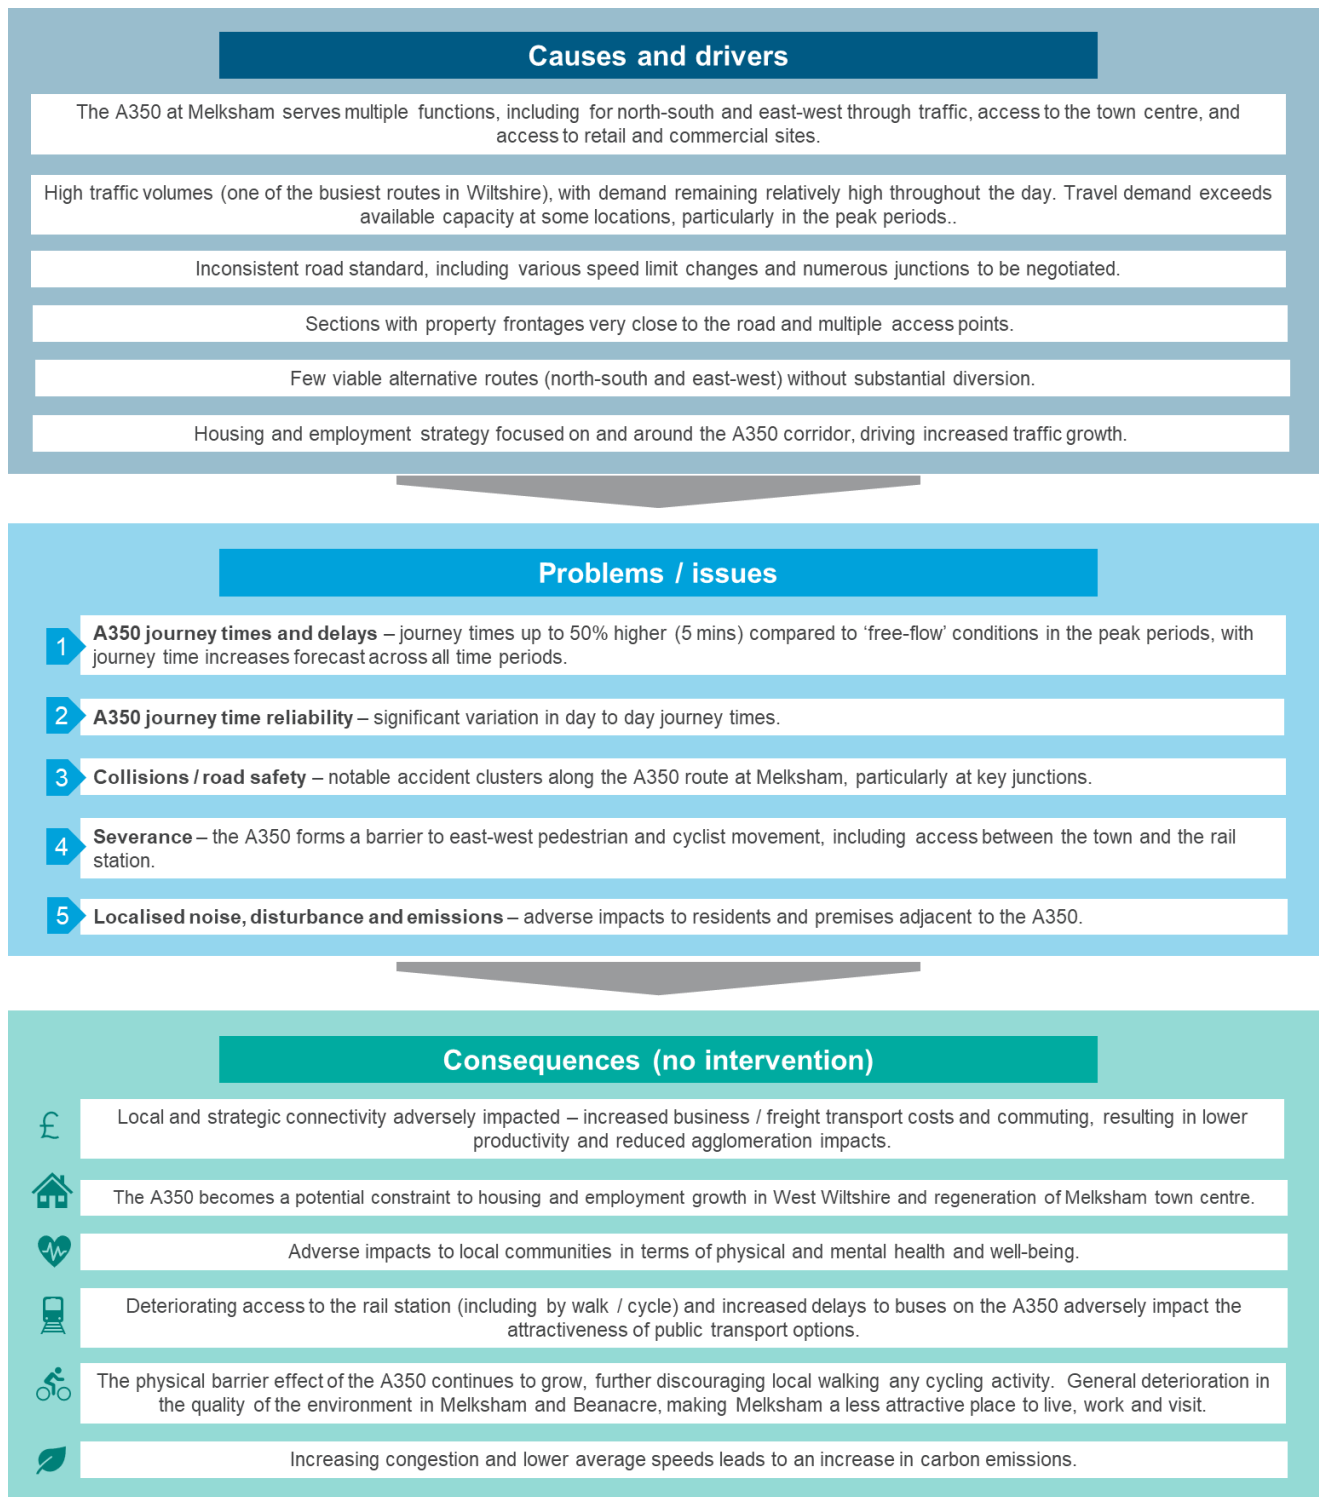 Causes and drivers
The A350 at Melksham serves multiple functions, including for north-south and east-west through traffic, access to the town centre, and
access to retail and commercial sites.
High traffic volumes (one of the busiest routes in Wiltshire), with demand remaining relatively high throughout the day. Travel demand exceeds
available capacity at some locations, particularly in the peak periods..
Inconsistent road standard, including various speed limit changes and numerous junctions to be negotiated.
Sections with property frontages very close to the road and multiple access points.
Few viable alternative routes (north-south and east-west) without substantial diversion.
Housing and employment strategy focused on and around the A350 corridor, driving increased traffic growth.
Problems / issues
1 A350 journey times and delays – journey times up to 50% higher (5 mins) compared to ‘free-flow’ conditions in the peak periods, with
journey time increases forecast across all time periods.
2 A350 journey time reliability – significant variation in day to day journey times.
3 Collisions / road safety – notable accident clusters along the A350 route at Melksham, particularly at key junctions.
4 Severance – the A350 forms a barrier to east-west pedestrian and cyclist movement, including access between the town and the rail
station.
5 Localised noise, disturbance and emissions – adverse impacts to residents and premises adjacent to the A350.
Consequences (no intervention)
£ Local and strategic connectivity adversely impacted – increased business / freight transport costs and commuting, resulting in lower
productivity and reduced agglomeration impacts.
The A350 becomes a potential constraint to housing and employment growth in West Wiltshire and regeneration of Melksham town centre.
Adverse impacts to local communities in terms of physical and mental health and well-being.
Deteriorating access to the rail station (including by walk / cycle) and increased delays to buses on the A350 adversely impact the
attractiveness of public transport options.
The physical barrier effect of the A350 continues to grow, further discouraging local walking any cycling activity. General deterioration in
the quality of the environment in Melksham and Beanacre, making Melksham a less attractive place to live, work and visit.
Increasing congestion and lower average speeds leads to an increase in carbon emissions.